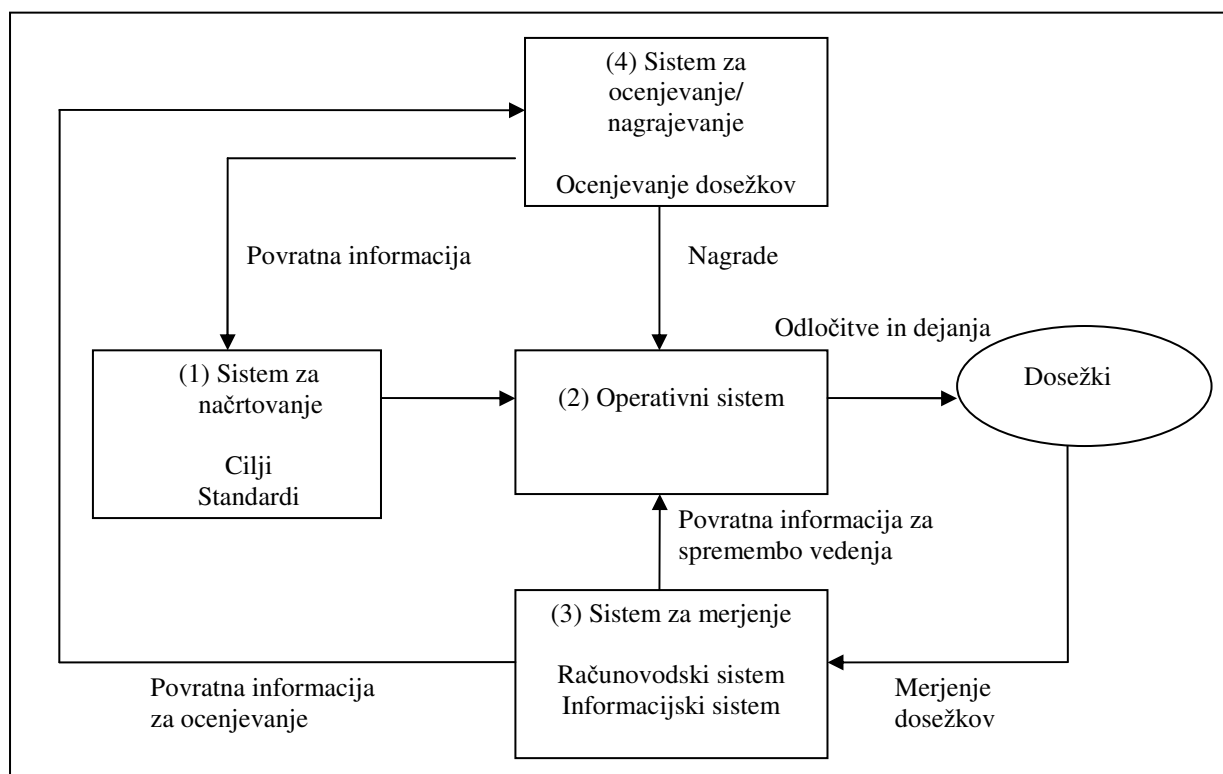 (4) Sistem za
ocenjevanje/
nagrajevanje
Ocenjevanje dosežkov
Povratna informacija
Nagrade
Odločitve in dejanja
(1) Sistem za
načrtovanje
Cilji
Standardi
(2) Operativni sistem
Dosežki
Povratna informacija za
spremembo vedenja
(3) Sistem za merjenje
Računovodski sistem
Informacijski sistem
Povratna informacija
za ocenjevanje
Merjenje
dosežkov